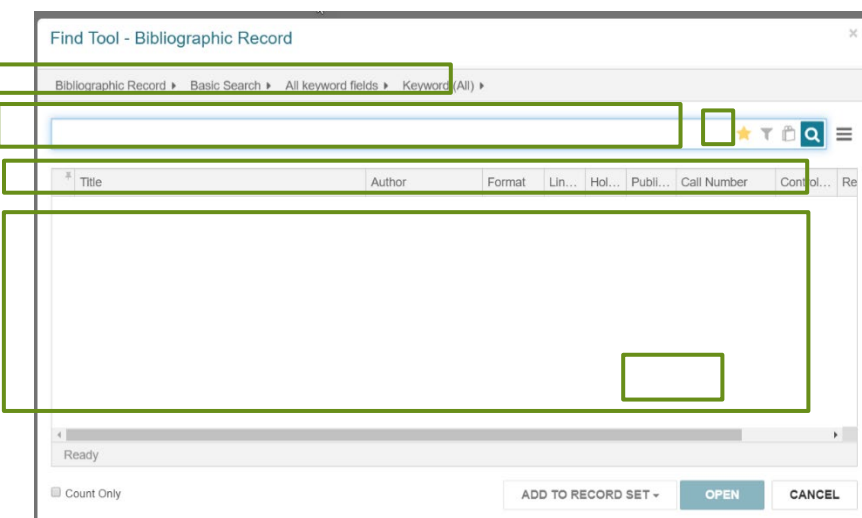 Find Tool - Bibliographic Record
Bibliographic Record Basic Search All keyword fields Keyword (All)
Title Author Format Lin... Hol... Publi... Call Number Control... Re
Ready
Count Only ADD TO RECORD SET OPEN CANCEL